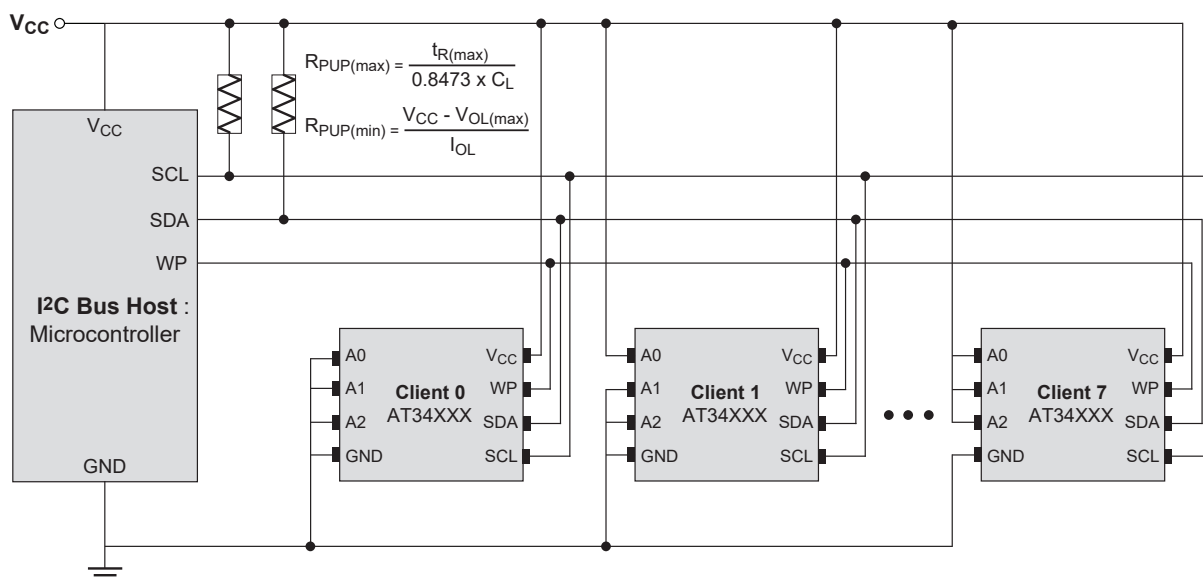 VCC
RPUP(max) = tR(max) / 0.8473 x CL
RPUP(min) = VCC - VOL(max) / IOL
VCC
SCL
SDA
WP
I2C Bus Host :
Microcontroller
GND
A0
A1
A2
GND
Client 0
AT34XXX
VCC
WP
SDA
SCL
A0
A1
A2
GND
Client 1
AT34XXX
VCC
WP
SDA
SCL
A0
A1
A2
GND
Client 7
AT34XXX
VCC
WP
SDA
SCL